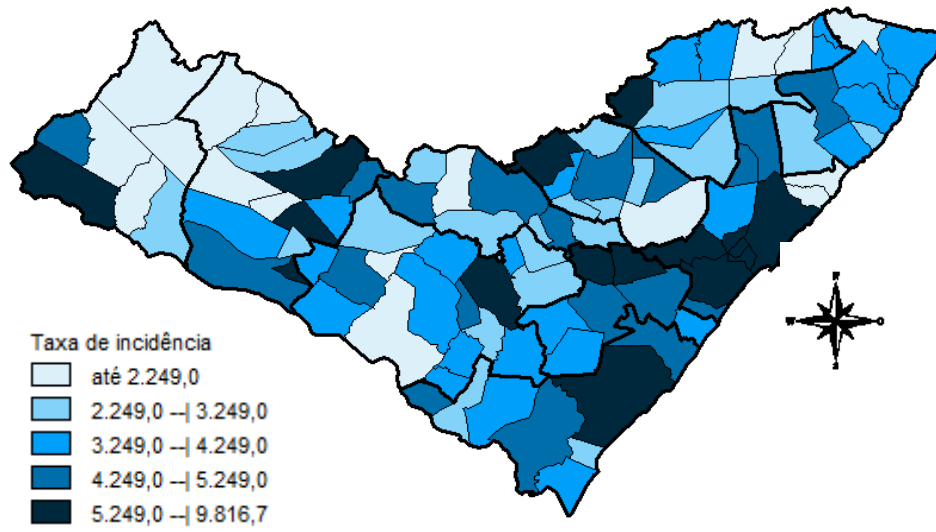 Taxa de incidência
até 2.249,0
2.249,0 --| 3.249,0
3.249,0 --| 4.249,0
4.249,0 --| 5.249,0
5.249,0 --| 9.816,7
N
W
O
S